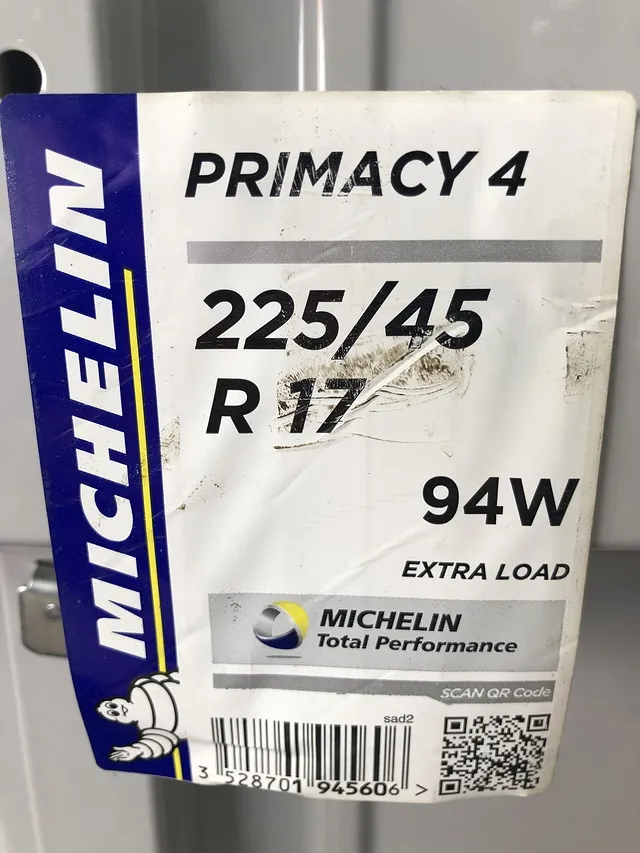 MICHELIN
PRIMACY 4
225/45
R 17
94W
EXTRA LOAD
MICHELIN
Total Performance
SCAN QR Code
sad2
3 528701 945606 >